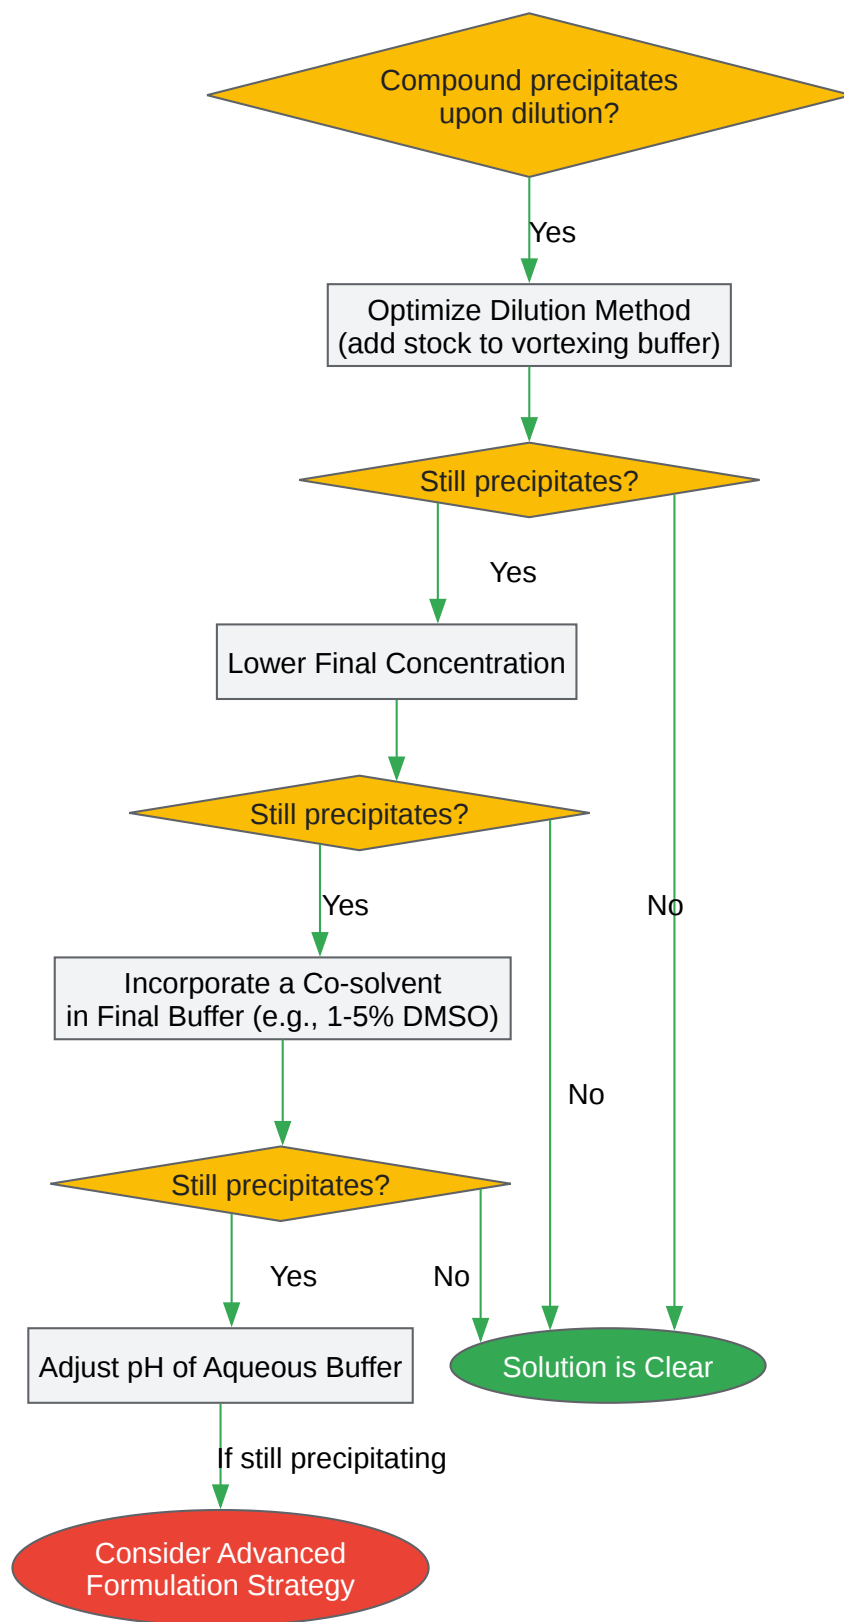 Compound precipitates
upon dilution?
Yes
Optimize Dilution Method
(add stock to vortexing buffer)
Still precipitates?
Yes
Lower Final Concentration
Still precipitates?
Yes
No
Incorporate a Co-solvent
in Final Buffer (e.g., 1-5% DMSO)
No
Still precipitates?
Yes
No
Adjust pH of Aqueous Buffer
Solution is Clear
If still precipitating
Consider Advanced
Formulation Strategy